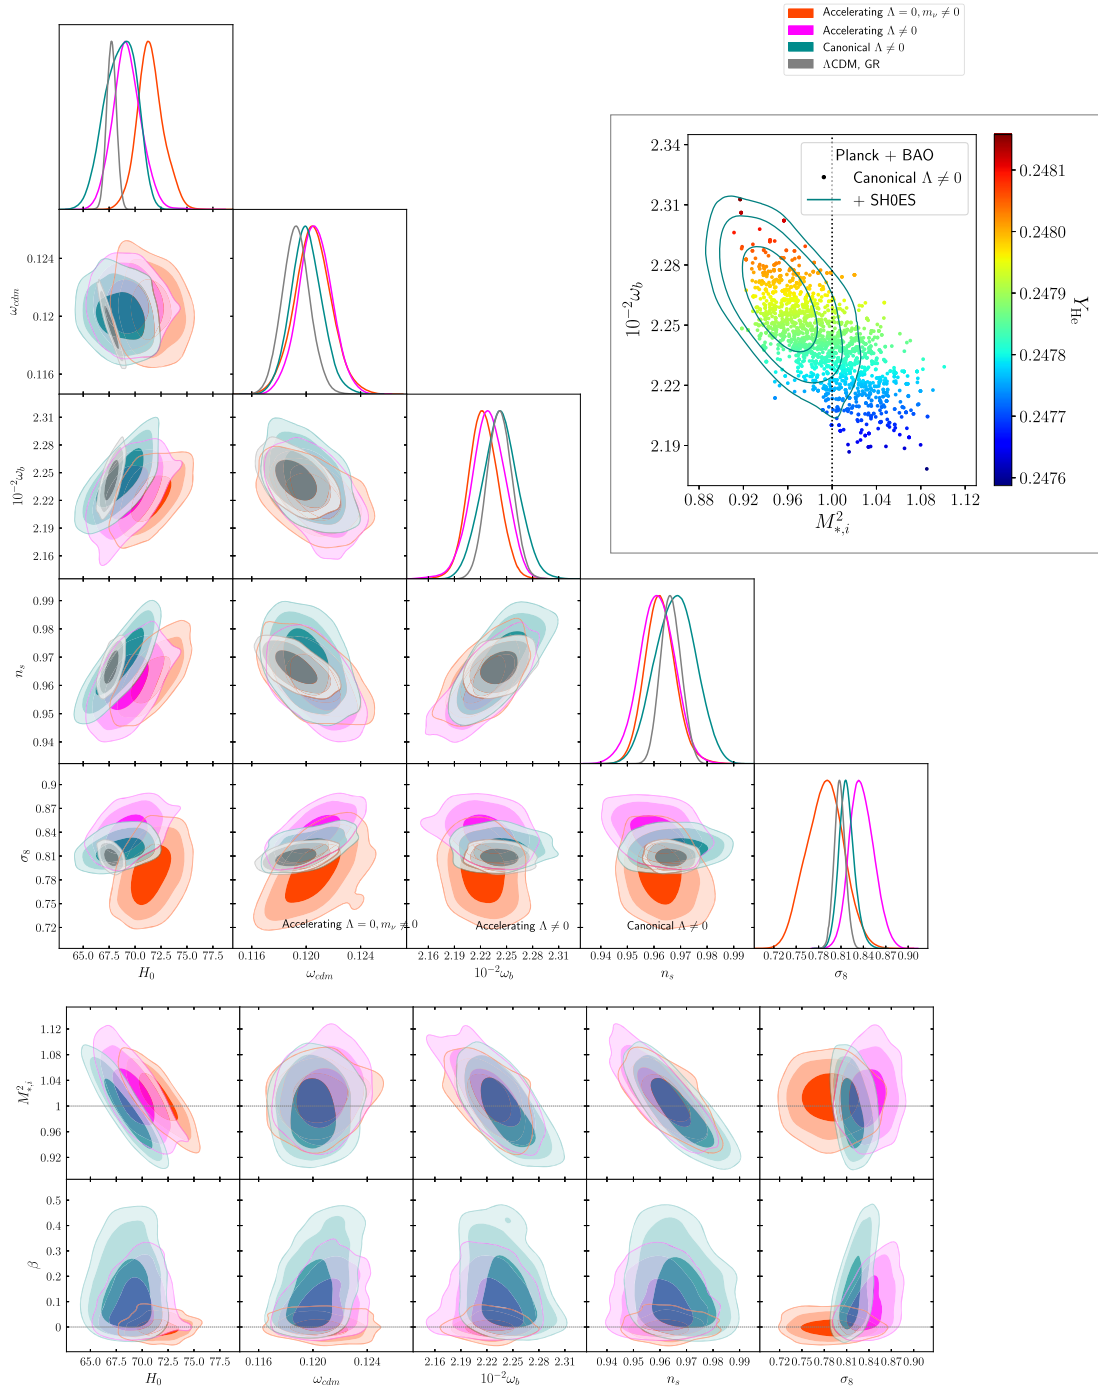 Accelerating Λ = 0, m_ν ≠ 0
Accelerating Λ ≠ 0
Canonical Λ ≠ 0
ΛCDM, GR
Planck + BAO
Canonical Λ ≠ 0
+ SH0ES
2.34
2.31
2.28
2.25
2.22
2.19
10⁻²ω_b
0.88 0.92 0.96 1.00 1.04 1.08 1.12
M²_{*,i}
0.2481
0.2480
0.2479
0.2478
0.2477
0.2476
Y_He
0.124
0.12
0.116
ω_cdm
2.31
2.28
2.25
2.22
2.19
2.16
10⁻²ω_b
0.99
0.98
0.97
0.96
0.95
0.94
n_s
0.9
0.87
0.84
0.81
0.78
0.75
0.72
σ_8
Accelerating Λ = 0, m_ν ≠ 0
Accelerating Λ ≠ 0
Canonical Λ ≠ 0
65.0 67.5 70.0 72.5 75.0 77.5
0.116 0.120 0.124
2.16 2.19 2.22 2.25 2.28 2.31
0.94 0.95 0.96 0.97 0.98 0.99
0.72 0.75 0.78 0.81 0.84 0.87 0.90
H_0
ω_cdm
10⁻²ω_b
n_s
σ_8
1.12
1.08
1.04
1
0.96
0.92
M²_{*,i}
0.5
0.4
0.3
0.2
0.1
0
β
65.0 67.5 70.0 72.5 75.0 77.5
0.116 0.120 0.124
2.16 2.19 2.22 2.25 2.28 2.31
0.94 0.95 0.96 0.97 0.98 0.99
0.72 0.75 0.78 0.81 0.84 0.87 0.90
H_0
ω_cdm
10⁻²ω_b
n_s
σ_8